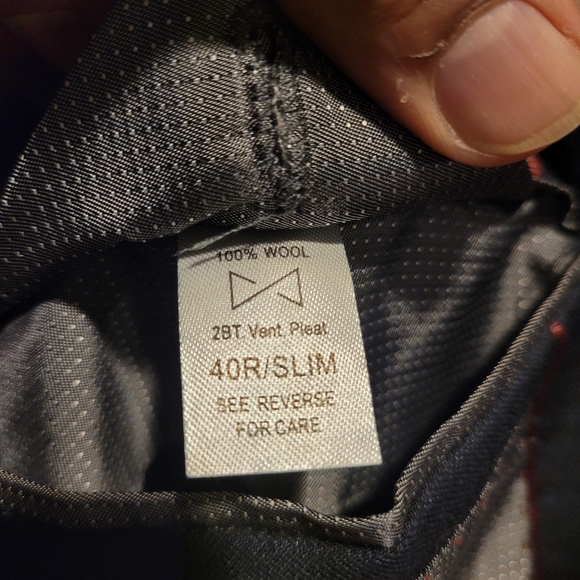 100% WOOL
2BT. Vent. Pleat
40R/SLIM
SEE REVERSE
FOR CARE